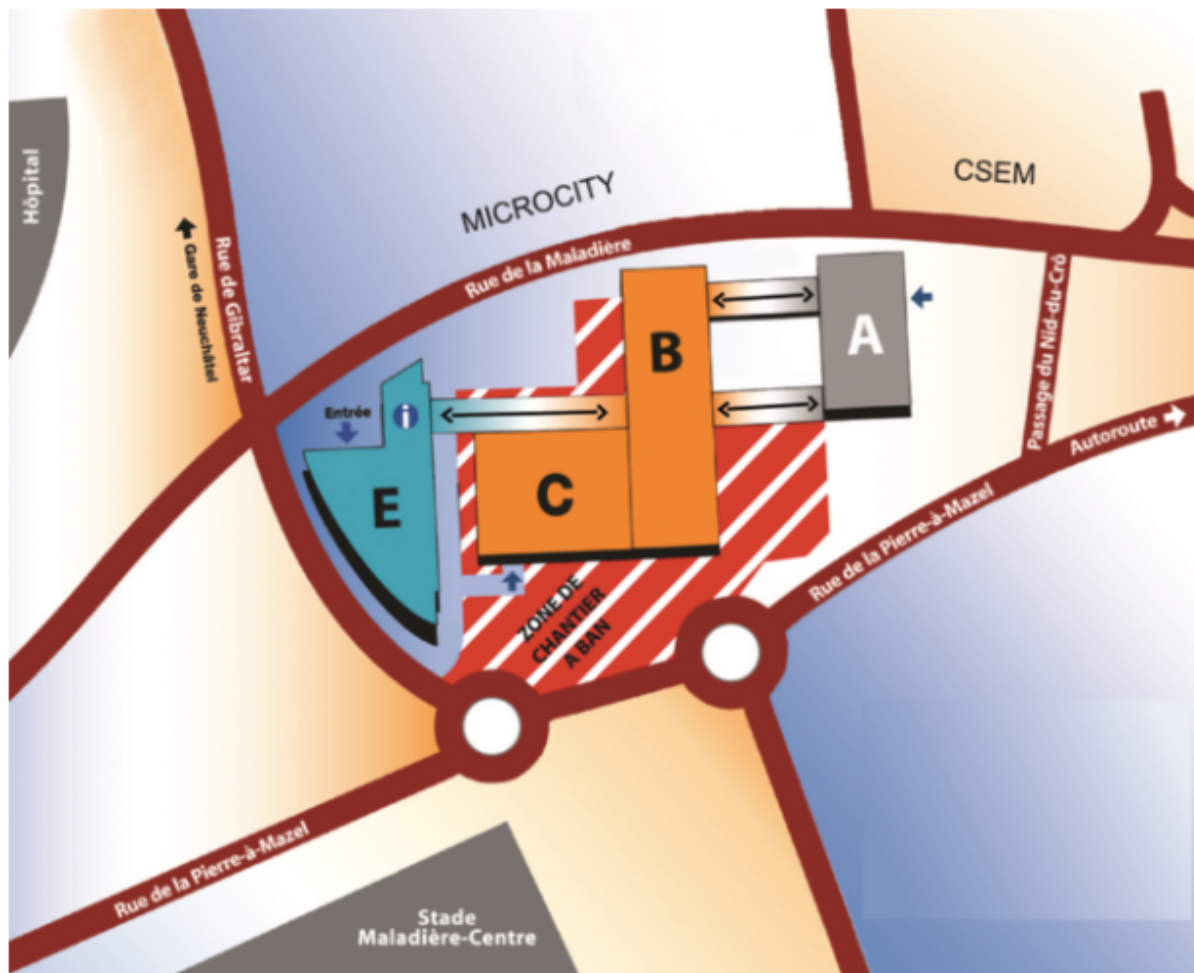 MICROCITY
CSEM
Hôpital
Gare de Neuchâtel
Rue de Gibraltar
Rue de la Maladière
Passage du Nid-du-Crô
Autoroute
A
B
Entrée
i
E
C
Rue de la Pierre-à-Mazel
ZONE DE
CHANTIER
A BAN
Rue de la Pierre-à-Mazel
Stade
Maladière-Centre